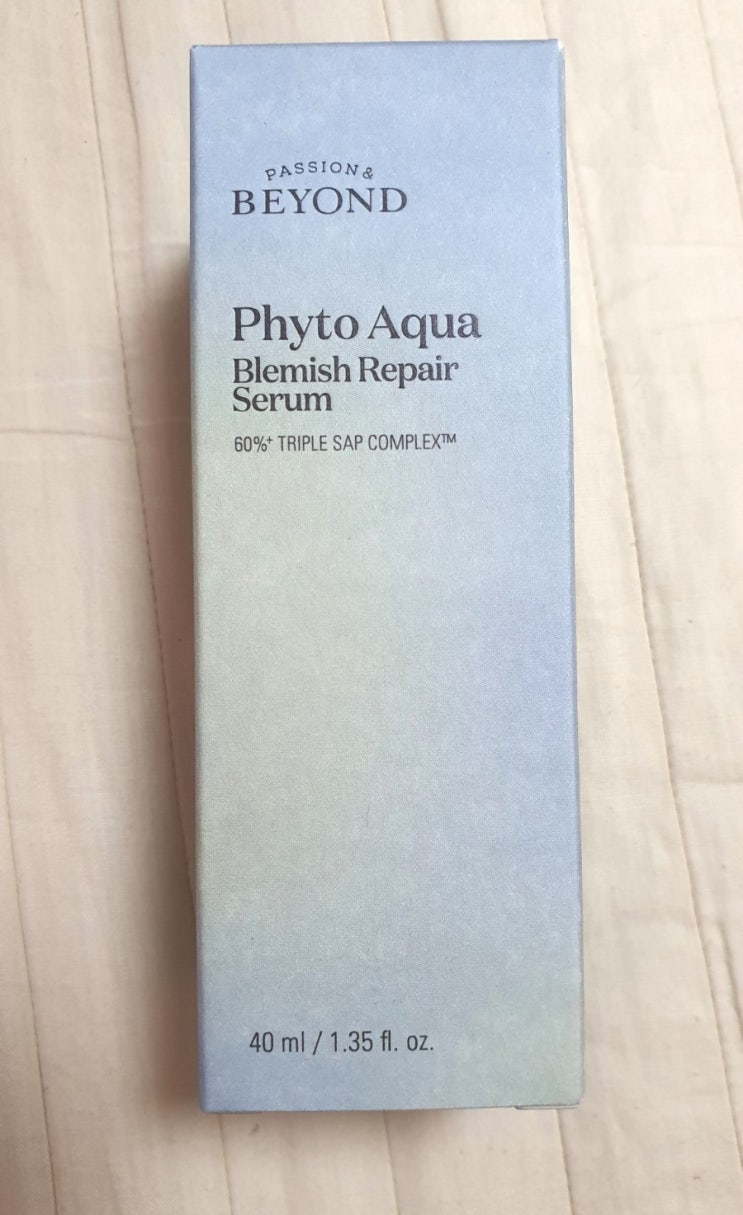 PASSION &
BEYOND
Phyto Aqua
Blemish Repair
Serum
60%⁺ TRIPLE SAP COMPLEX™
40 ml / 1.35 fl. oz.